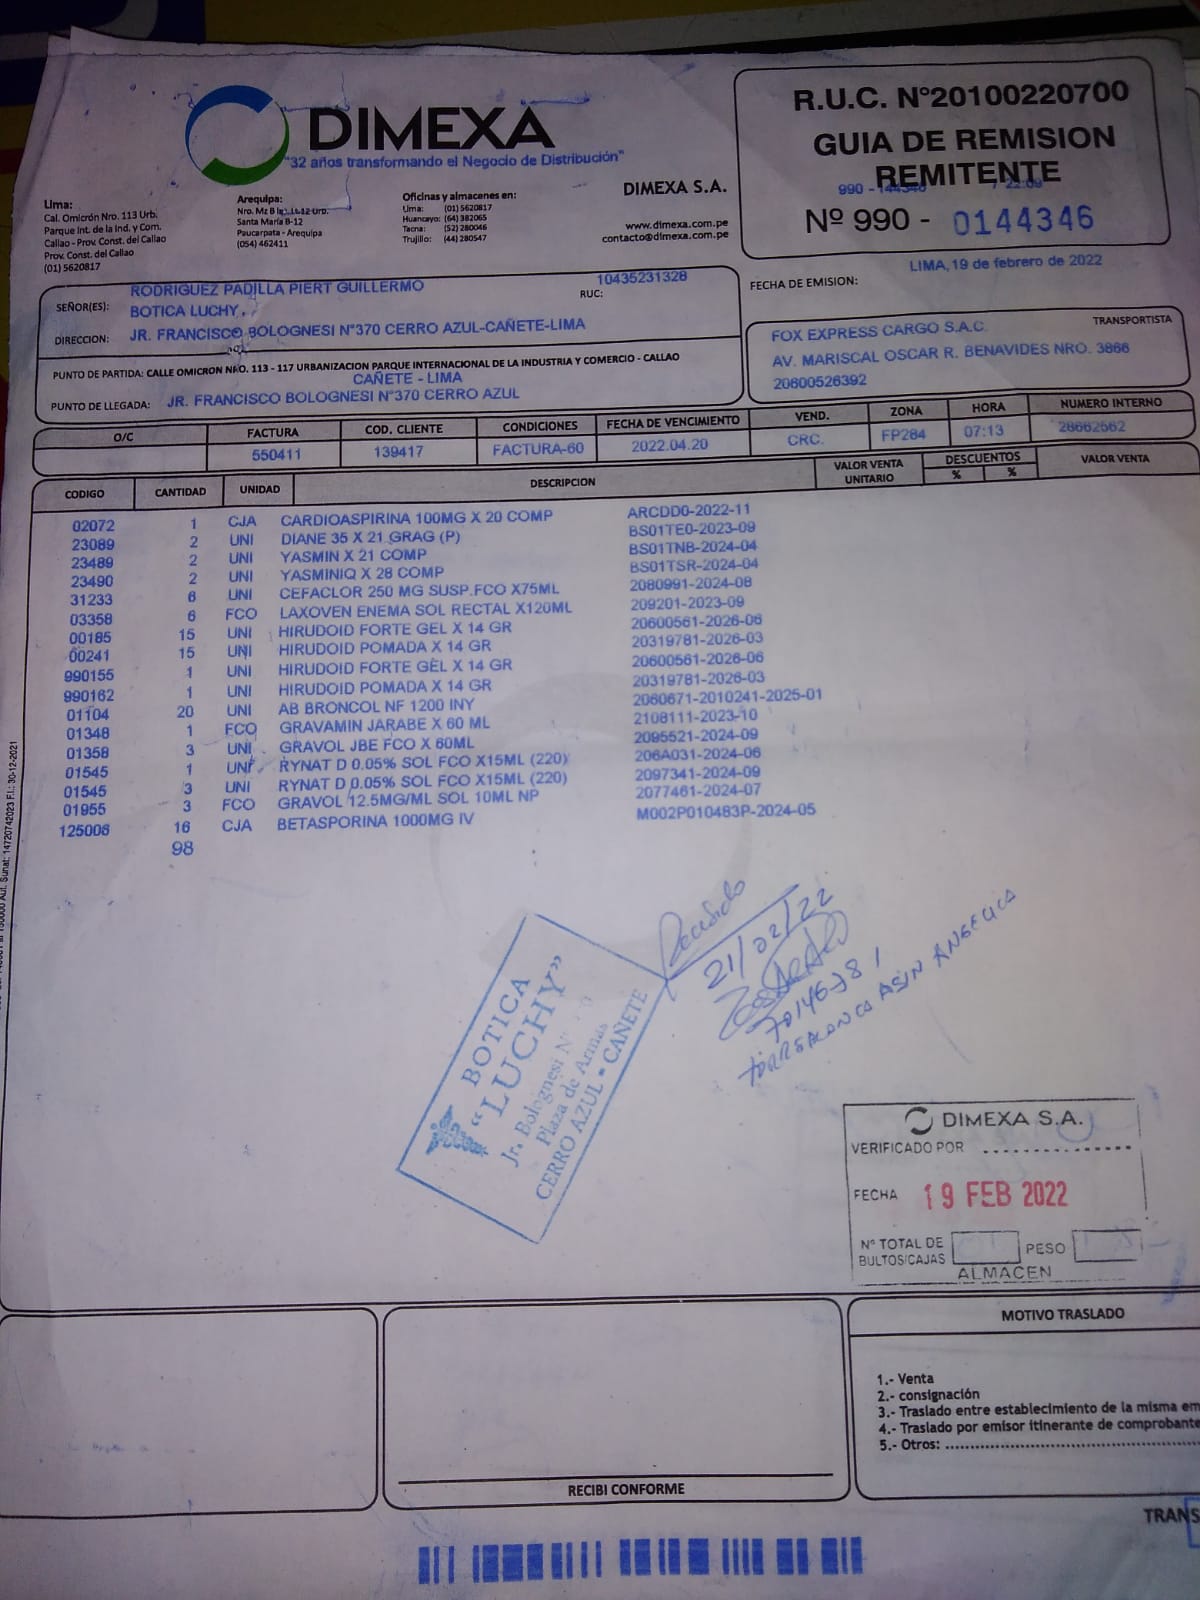 DIMEXA
"32 años transformando el Negocio de Distribución"
Lima:
Cal. Omicrón Nro. 113 Urb.
Parque Int. de la Ind. y Com.
Callao - Prov. Const. del Callao
Prov. Const. del Callao
(01) 5620817
Arequipa:
Santa María B-12
Paucarpata - Arequipa
(054) 462411
Oficinas y almacenes en:
Lima: (01) 5620817
Huancayo: (64) 382065
Tacna: (52) 280046
Trujillo: (44) 280547
DIMEXA S.A.
www.dimexa.com.pe
contacto@dimexa.com.pe
R.U.C. Nº20100220700
GUIA DE REMISION
REMITENTE
Nº 990 - 0144346
FECHA DE EMISION: LIMA, 19 de febrero de 2022
SEÑOR(ES): RODRIGUEZ PADILLA PIERT GUILLERMO
BOTICA LUCHY
RUC: 10435231328
DIRECCION: JR. FRANCISCO BOLOGNESI N°370 CERRO AZUL-CAÑETE-LIMA
PUNTO DE PARTIDA: CALLE OMICRON NRO. 113 - 117 URBANIZACION PARQUE INTERNACIONAL DE LA INDUSTRIA Y COMERCIO - CALLAO
CAÑETE - LIMA
PUNTO DE LLEGADA: JR. FRANCISCO BOLOGNESI N°370 CERRO AZUL
TRANSPORTISTA
FOX EXPRESS CARGO S.A.C.
AV. MARISCAL OSCAR R. BENAVIDES NRO. 3866
20600526392
O/C FACTURA COD. CLIENTE CONDICIONES FECHA DE VENCIMIENTO VEND. ZONA HORA NUMERO INTERNO
550411 139417 FACTURA-60 2022.04.20 CRC. FP284 07:13 28662562
CODIGO CANTIDAD UNIDAD DESCRIPCION VALOR VENTA UNITARIO DESCUENTOS % % VALOR VENTA
02072 1 CJA CARDIOASPIRINA 100MG X 20 COMP ARCDD0-2022-11
23089 2 UNI DIANE 35 X 21 GRAG (P) BS01TE0-2023-09
23489 2 UNI YASMIN X 21 COMP BS01TNB-2024-04
23490 2 UNI YASMINIQ X 28 COMP BS01TSR-2024-04
31233 6 UNI CEFACLOR 250 MG SUSP.FCO X75ML 2080991-2024-08
03358 6 FCO LAXOVEN ENEMA SOL RECTAL X120ML 209201-2023-09
00185 15 UNI HIRUDOID FORTE GEL X 14 GR 20600561-2026-06
00241 15 UNI HIRUDOID POMADA X 14 GR 20319781-2026-03
990155 1 UNI HIRUDOID FORTE GEL X 14 GR 20600561-2026-06
990162 1 UNI HIRUDOID POMADA X 14 GR 20319781-2026-03
01104 20 UNI AB BRONCOL NF 1200 INY 2060671-2010241-2025-01
01348 1 FCO GRAVAMIN JARABE X 60 ML 2108111-2023-10
01358 3 UNI GRAVOL JBE FCO X 60ML 2095521-2024-09
01545 1 UNI RYNAT D 0.05% SOL FCO X15ML (220) 206A031-2024-06
01545 3 UNI RYNAT D 0.05% SOL FCO X15ML (220) 2097341-2024-09
01955 3 FCO GRAVOL 12.5MG/ML SOL 10ML NP 2077461-2024-07
125006 16 CJA BETASPORINA 1000MG IV M002P010483P-2024-05
98
BOTICA
"LUCHY"
Jr. Bolognesi N°
Plaza de Armas
CERRO AZUL - CAÑETE
21/02/22
ANGELICA
DIMEXA S.A.
VERIFICADO POR
FECHA 19 FEB 2022
Nº TOTAL DE BULTOS/CAJAS PESO
ALMACEN
RECIBI CONFORME
MOTIVO TRASLADO
1.- Venta
2.- consignación
3.- Traslado entre establecimiento de la misma em
4.- Traslado por emisor itinerante de comprobante
5.- Otros:
TRANS